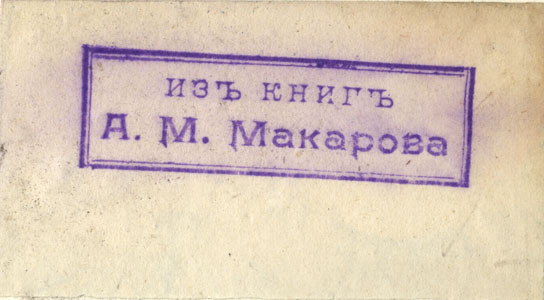 изъ книгъ
А. М. Макарова